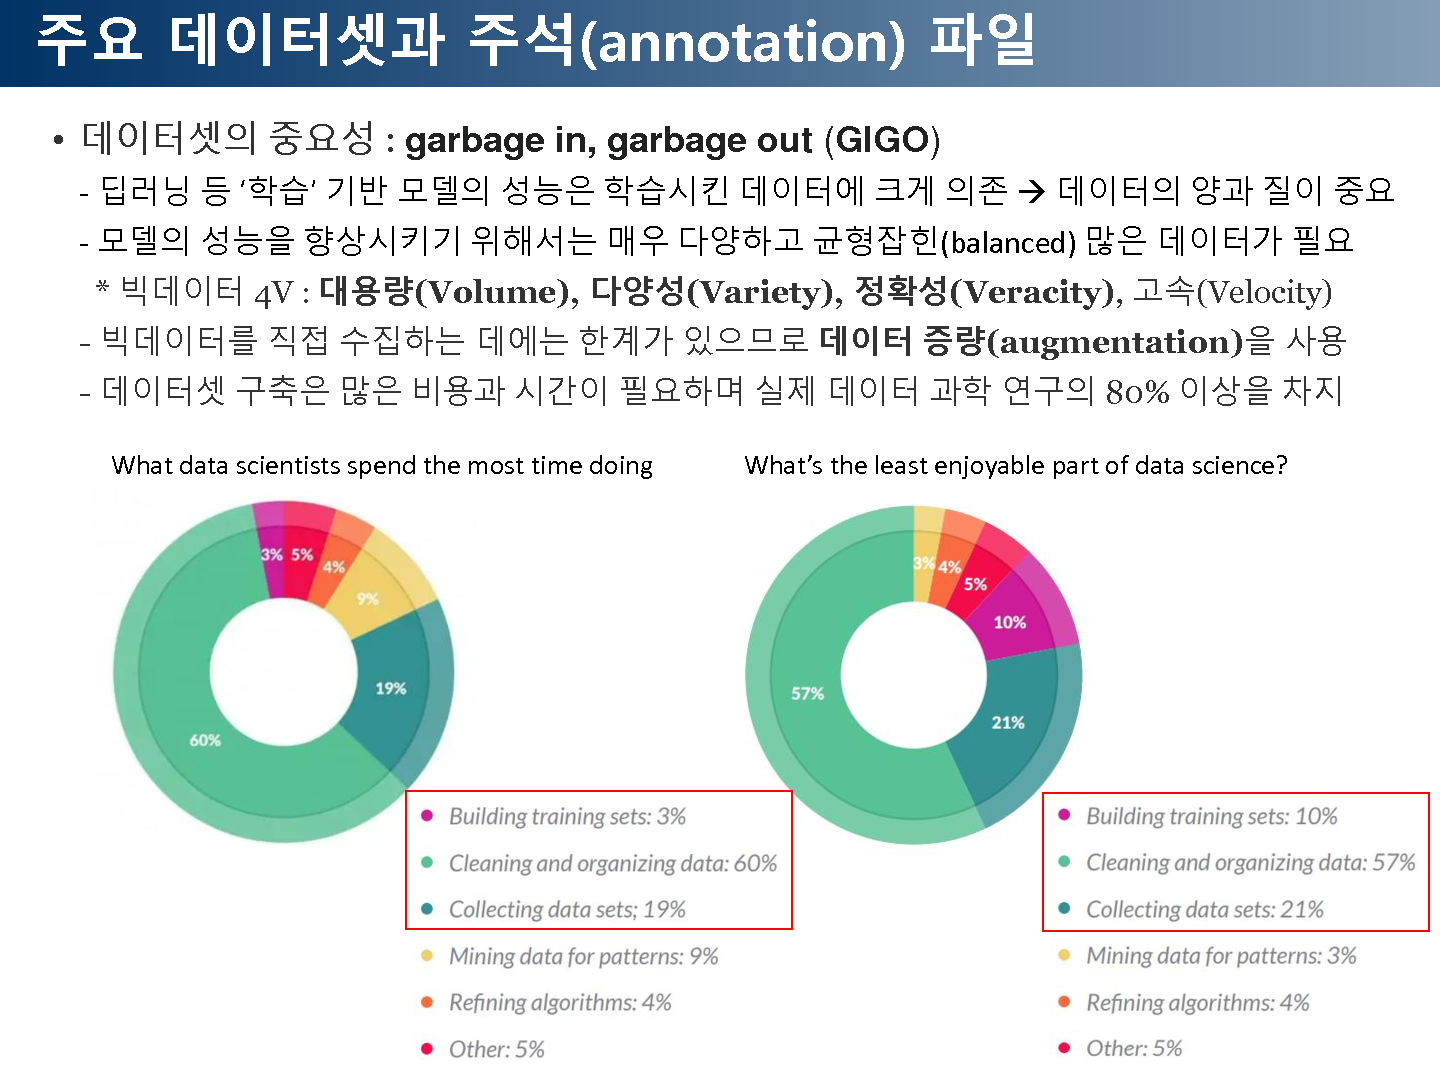 주요 데이터셋과 주석(annotation) 파일
• 데이터셋의 중요성 : garbage in, garbage out (GIGO)
- 딥러닝 등 ‘학습’ 기반 모델의 성능은 학습시킨 데이터에 크게 의존 → 데이터의 양과 질이 중요
- 모델의 성능을 향상시키기 위해서는 매우 다양하고 균형잡힌(balanced) 많은 데이터가 필요
* 빅데이터 4V : 대용량(Volume), 다양성(Variety), 정확성(Veracity), 고속(Velocity)
- 빅데이터를 직접 수집하는 데에는 한계가 있으므로 데이터 증량(augmentation)을 사용
- 데이터셋 구축은 많은 비용과 시간이 필요하며 실제 데이터 과학 연구의 80% 이상을 차지
What data scientists spend the most time doing
3%
5%
4%
9%
19%
60%
Building training sets: 3%
Cleaning and organizing data: 60%
Collecting data sets; 19%
Mining data for patterns: 9%
Refining algorithms: 4%
Other: 5%
What’s the least enjoyable part of data science?
3%
4%
5%
10%
21%
57%
Building training sets: 10%
Cleaning and organizing data: 57%
Collecting data sets: 21%
Mining data for patterns: 3%
Refining algorithms: 4%
Other: 5%